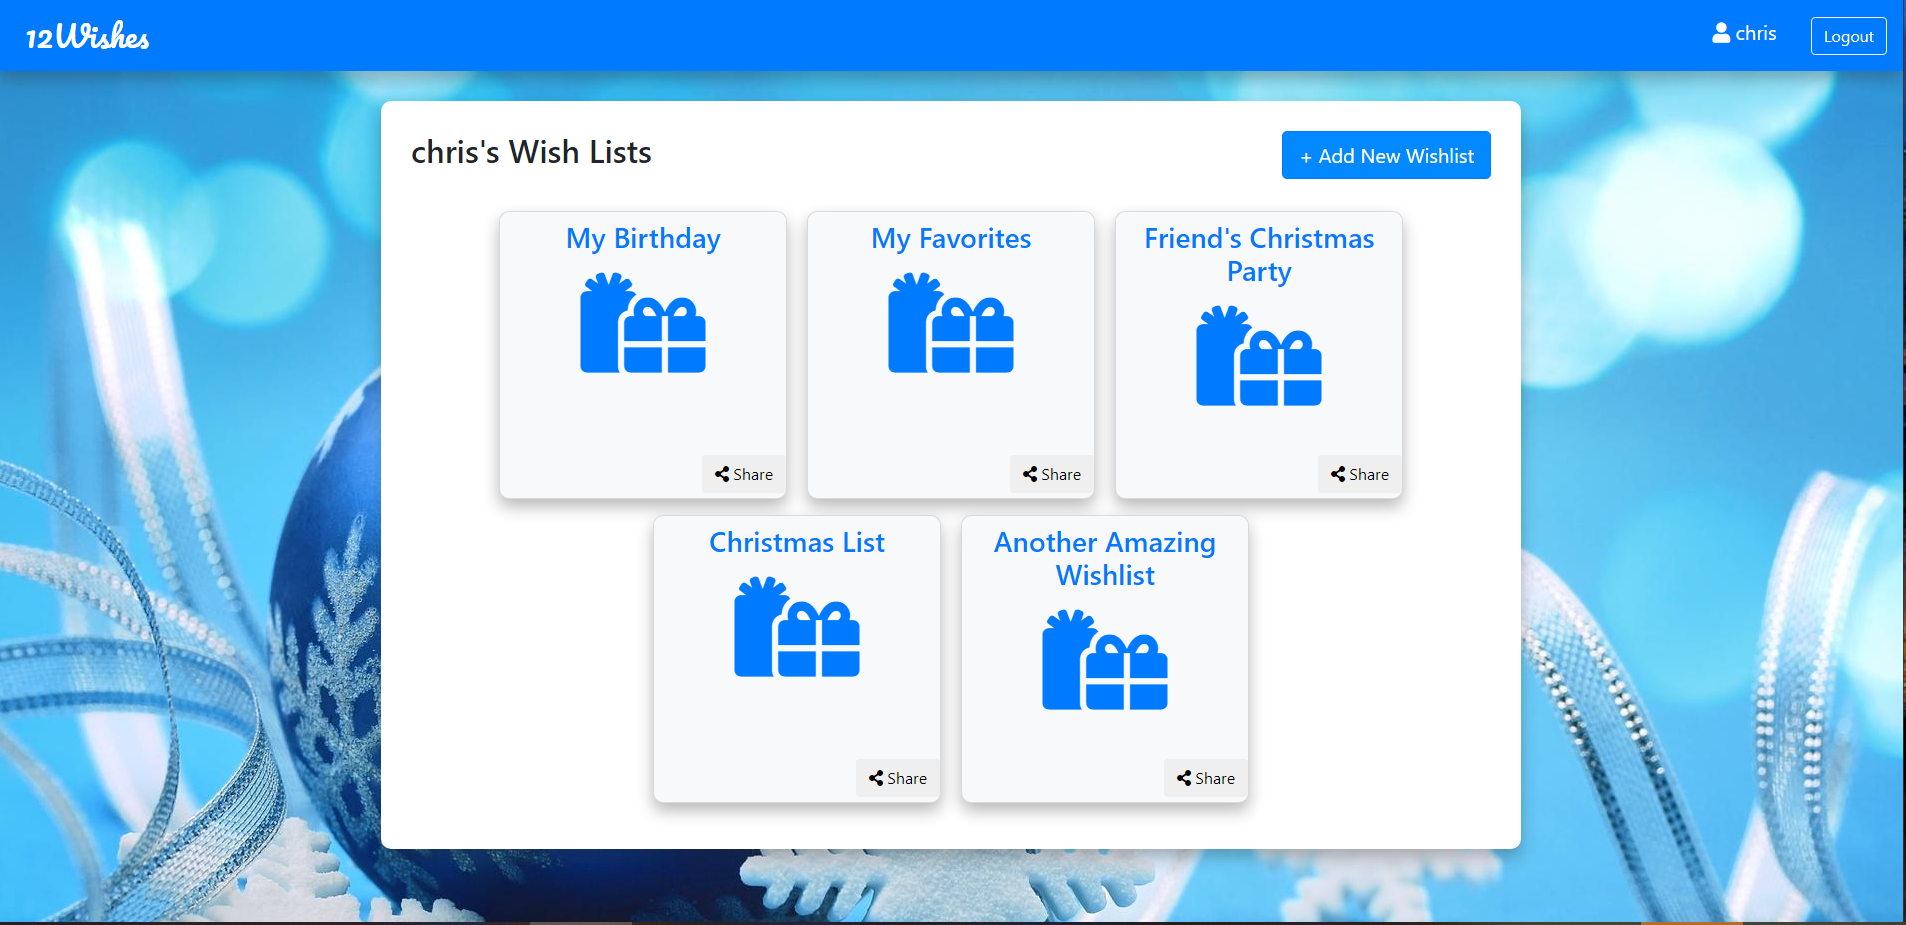 12Wishes
chris
Logout
chris's Wish Lists
+ Add New Wishlist
My Birthday
Share
My Favorites
Share
Friend's Christmas
Party
Share
Christmas List
Share
Another Amazing
Wishlist
Share